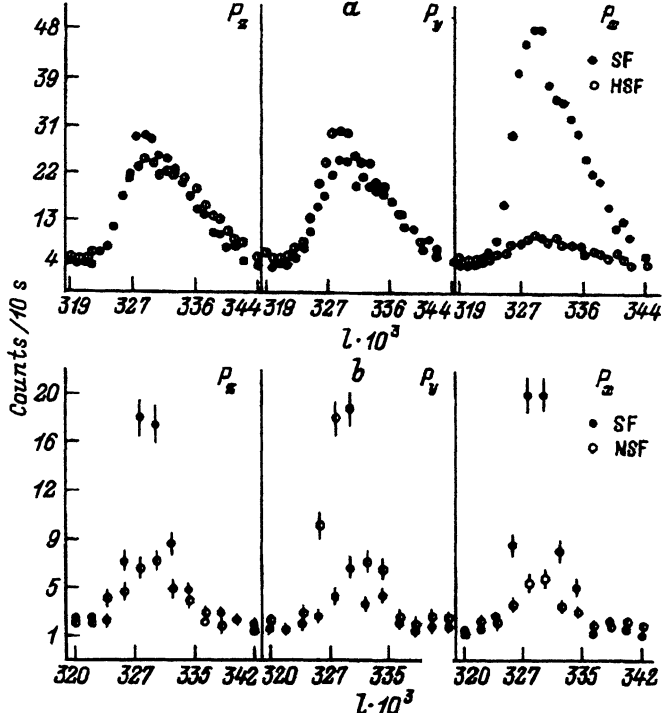 P_z a P_y P_x
48
39
31
22
13
4
SF
HSF
319 327 336 344 319 327 336 344 319 327 336 344
l·10³
Counts/10 s
P_z b P_y P_x
20
16
12
9
5
1
SF
NSF
320 327 335 342 320 327 335 320 327 335 342
l·10³